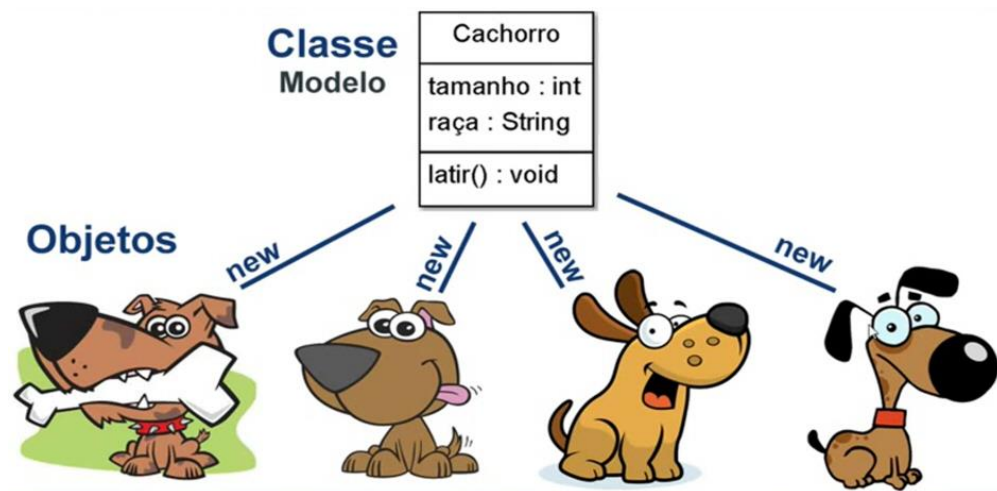 Classe
Modelo
Cachorro
tamanho : int
raça : String
latir() : void
Objetos
new
new
new
new